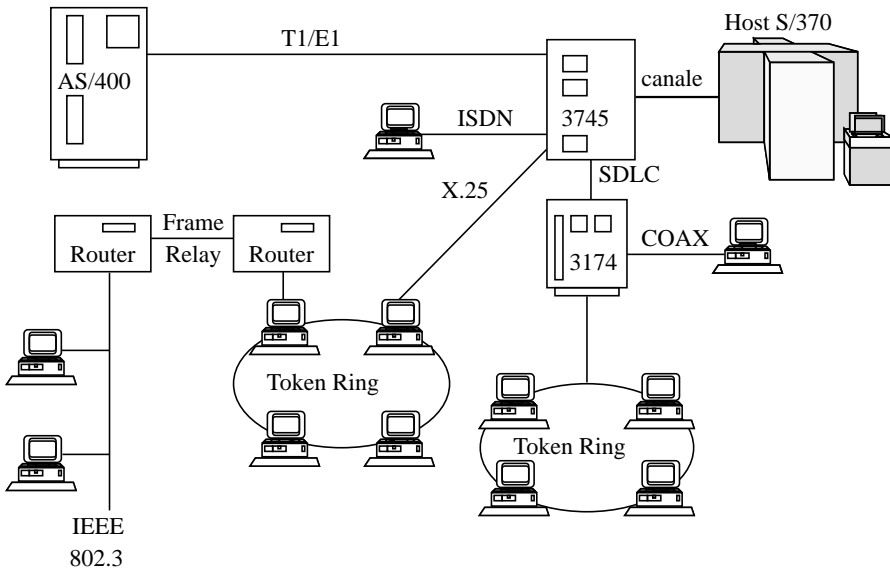 Host S/370
T1/E1
AS/400
canale
3745
ISDN
SDLC
X.25
Frame
Relay
Router
Router
COAX
3174
Token Ring
Token Ring
IEEE
802.3